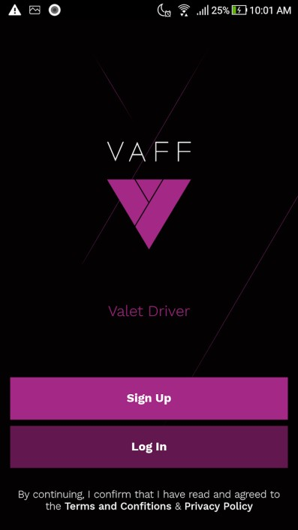 25% 10:01 AM
VAFF
Valet Driver
Sign Up
Log In
By continuing, I confirm that I have read and agreed to
the Terms and Conditions & Privacy Policy